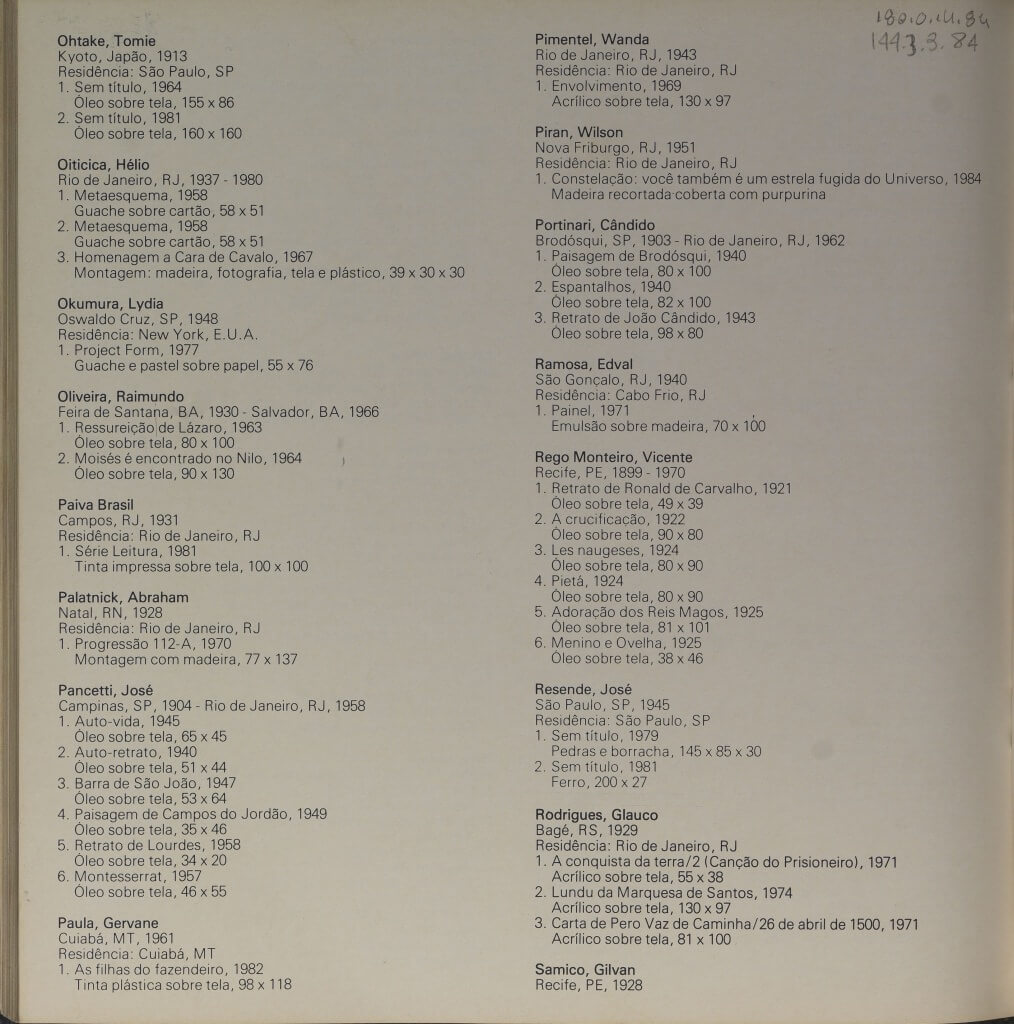 Ohtake, Tomie
Kyoto, Japão, 1913
Residência: São Paulo, SP
1. Sem título, 1964
Óleo sobre tela, 155 x 86
2. Sem título, 1981
Óleo sobre tela, 160 x 160
Oiticica, Hélio
Rio de Janeiro, RJ, 1937 - 1980
1. Metaesquema, 1958
Guache sobre cartão, 58 x 51
2. Metaesquema, 1958
Guache sobre cartão, 58 x 51
3. Homenagem a Cara de Cavalo, 1967
Montagem: madeira, fotografia, tela e plástico, 39 x 30 x 30
Okumura, Lydia
Oswaldo Cruz, SP, 1948
Residência: New York, E.U.A.
1. Project Form, 1977
Guache e pastel sobre papel, 55 x 76
Oliveira, Raimundo
Feira de Santana, BA, 1930 - Salvador, BA, 1966
1. Ressureição de Lázaro, 1963
Óleo sobre tela, 80 x 100
2. Moisés é encontrado no Nilo, 1964
Óleo sobre tela, 90 x 130
Paiva Brasil
Campos, RJ, 1931
Residência: Rio de Janeiro, RJ
1. Série Leitura, 1981
Tinta impressa sobre tela, 100 x 100
Palatnick, Abraham
Natal, RN, 1928
Residência: Rio de Janeiro, RJ
1. Progressão 112-A, 1970
Montagem com madeira, 77 x 137
Pancetti, José
Campinas, SP, 1904 - Rio de Janeiro, RJ, 1958
1. Auto-vida, 1945
Óleo sobre tela, 65 x 45
2. Auto-retrato, 1940
Óleo sobre tela, 51 x 44
3. Barra de São João, 1947
Óleo sobre tela, 53 x 64
4. Paisagem de Campos do Jordão, 1949
Óleo sobre tela, 35 x 46
5. Retrato de Lourdes, 1958
Óleo sobre tela, 34 x 20
6. Montesserrat, 1957
Óleo sobre tela, 46 x 55
Paula, Gervane
Cuiabá, MT, 1961
Residência: Cuiabá, MT
1. As filhas do fazendeiro, 1982
Tinta plástica sobre tela, 98 x 118
1443.3.84
Pimentel, Wanda
Rio de Janeiro, RJ, 1943
Residência: Rio de Janeiro, RJ
1. Envolvimento, 1969
Acrílico sobre tela, 130 x 97
Piran, Wilson
Nova Friburgo, RJ, 1951
Residência: Rio de Janeiro, RJ
1. Constelação: você também é um estrela fugida do Universo, 1984
Madeira recortada coberta com purpurina
Portinari, Cândido
Brodósqui, SP, 1903 - Rio de Janeiro, RJ, 1962
1. Paisagem de Brodósqui, 1940
Óleo sobre tela, 80 x 100
2. Espantalhos, 1940
Óleo sobre tela, 82 x 100
3. Retrato de João Cândido, 1943
Óleo sobre tela, 98 x 80
Ramosa, Edval
São Gonçalo, RJ, 1940
Residência: Cabo Frio, RJ
1. Painel, 1971
Emulsão sobre madeira, 70 x 100
Rego Monteiro, Vicente
Recife, PE, 1899 - 1970
1. Retrato de Ronald de Carvalho, 1921
Óleo sobre tela, 49 x 39
2. A crucificação, 1922
Óleo sobre tela, 90 x 80
3. Les naugeses, 1924
Óleo sobre tela, 80 x 90
4. Pietá, 1924
Óleo sobre tela, 80 x 90
5. Adoração dos Reis Magos, 1925
Óleo sobre tela, 81 x 101
6. Menino e Ovelha, 1925
Óleo sobre tela, 38 x 46
Resende, José
São Paulo, SP, 1945
Residência: São Paulo, SP
1. Sem título, 1979
Pedras e borracha, 145 x 85 x 30
2. Sem título, 1981
Ferro, 200 x 27
Rodrigues, Glauco
Bagé, RS, 1929
Residência: Rio de Janeiro, RJ
1. A conquista da terra/2 (Canção do Prisioneiro), 1971
Acrílico sobre tela, 55 x 38
2. Lundu da Marquesa de Santos, 1974
Acrílico sobre tela, 130 x 97
3. Carta de Pero Vaz de Caminha/26 de abril de 1500, 1971
Acrílico sobre tela, 81 x 100
Samico, Gilvan
Recife, PE, 1928